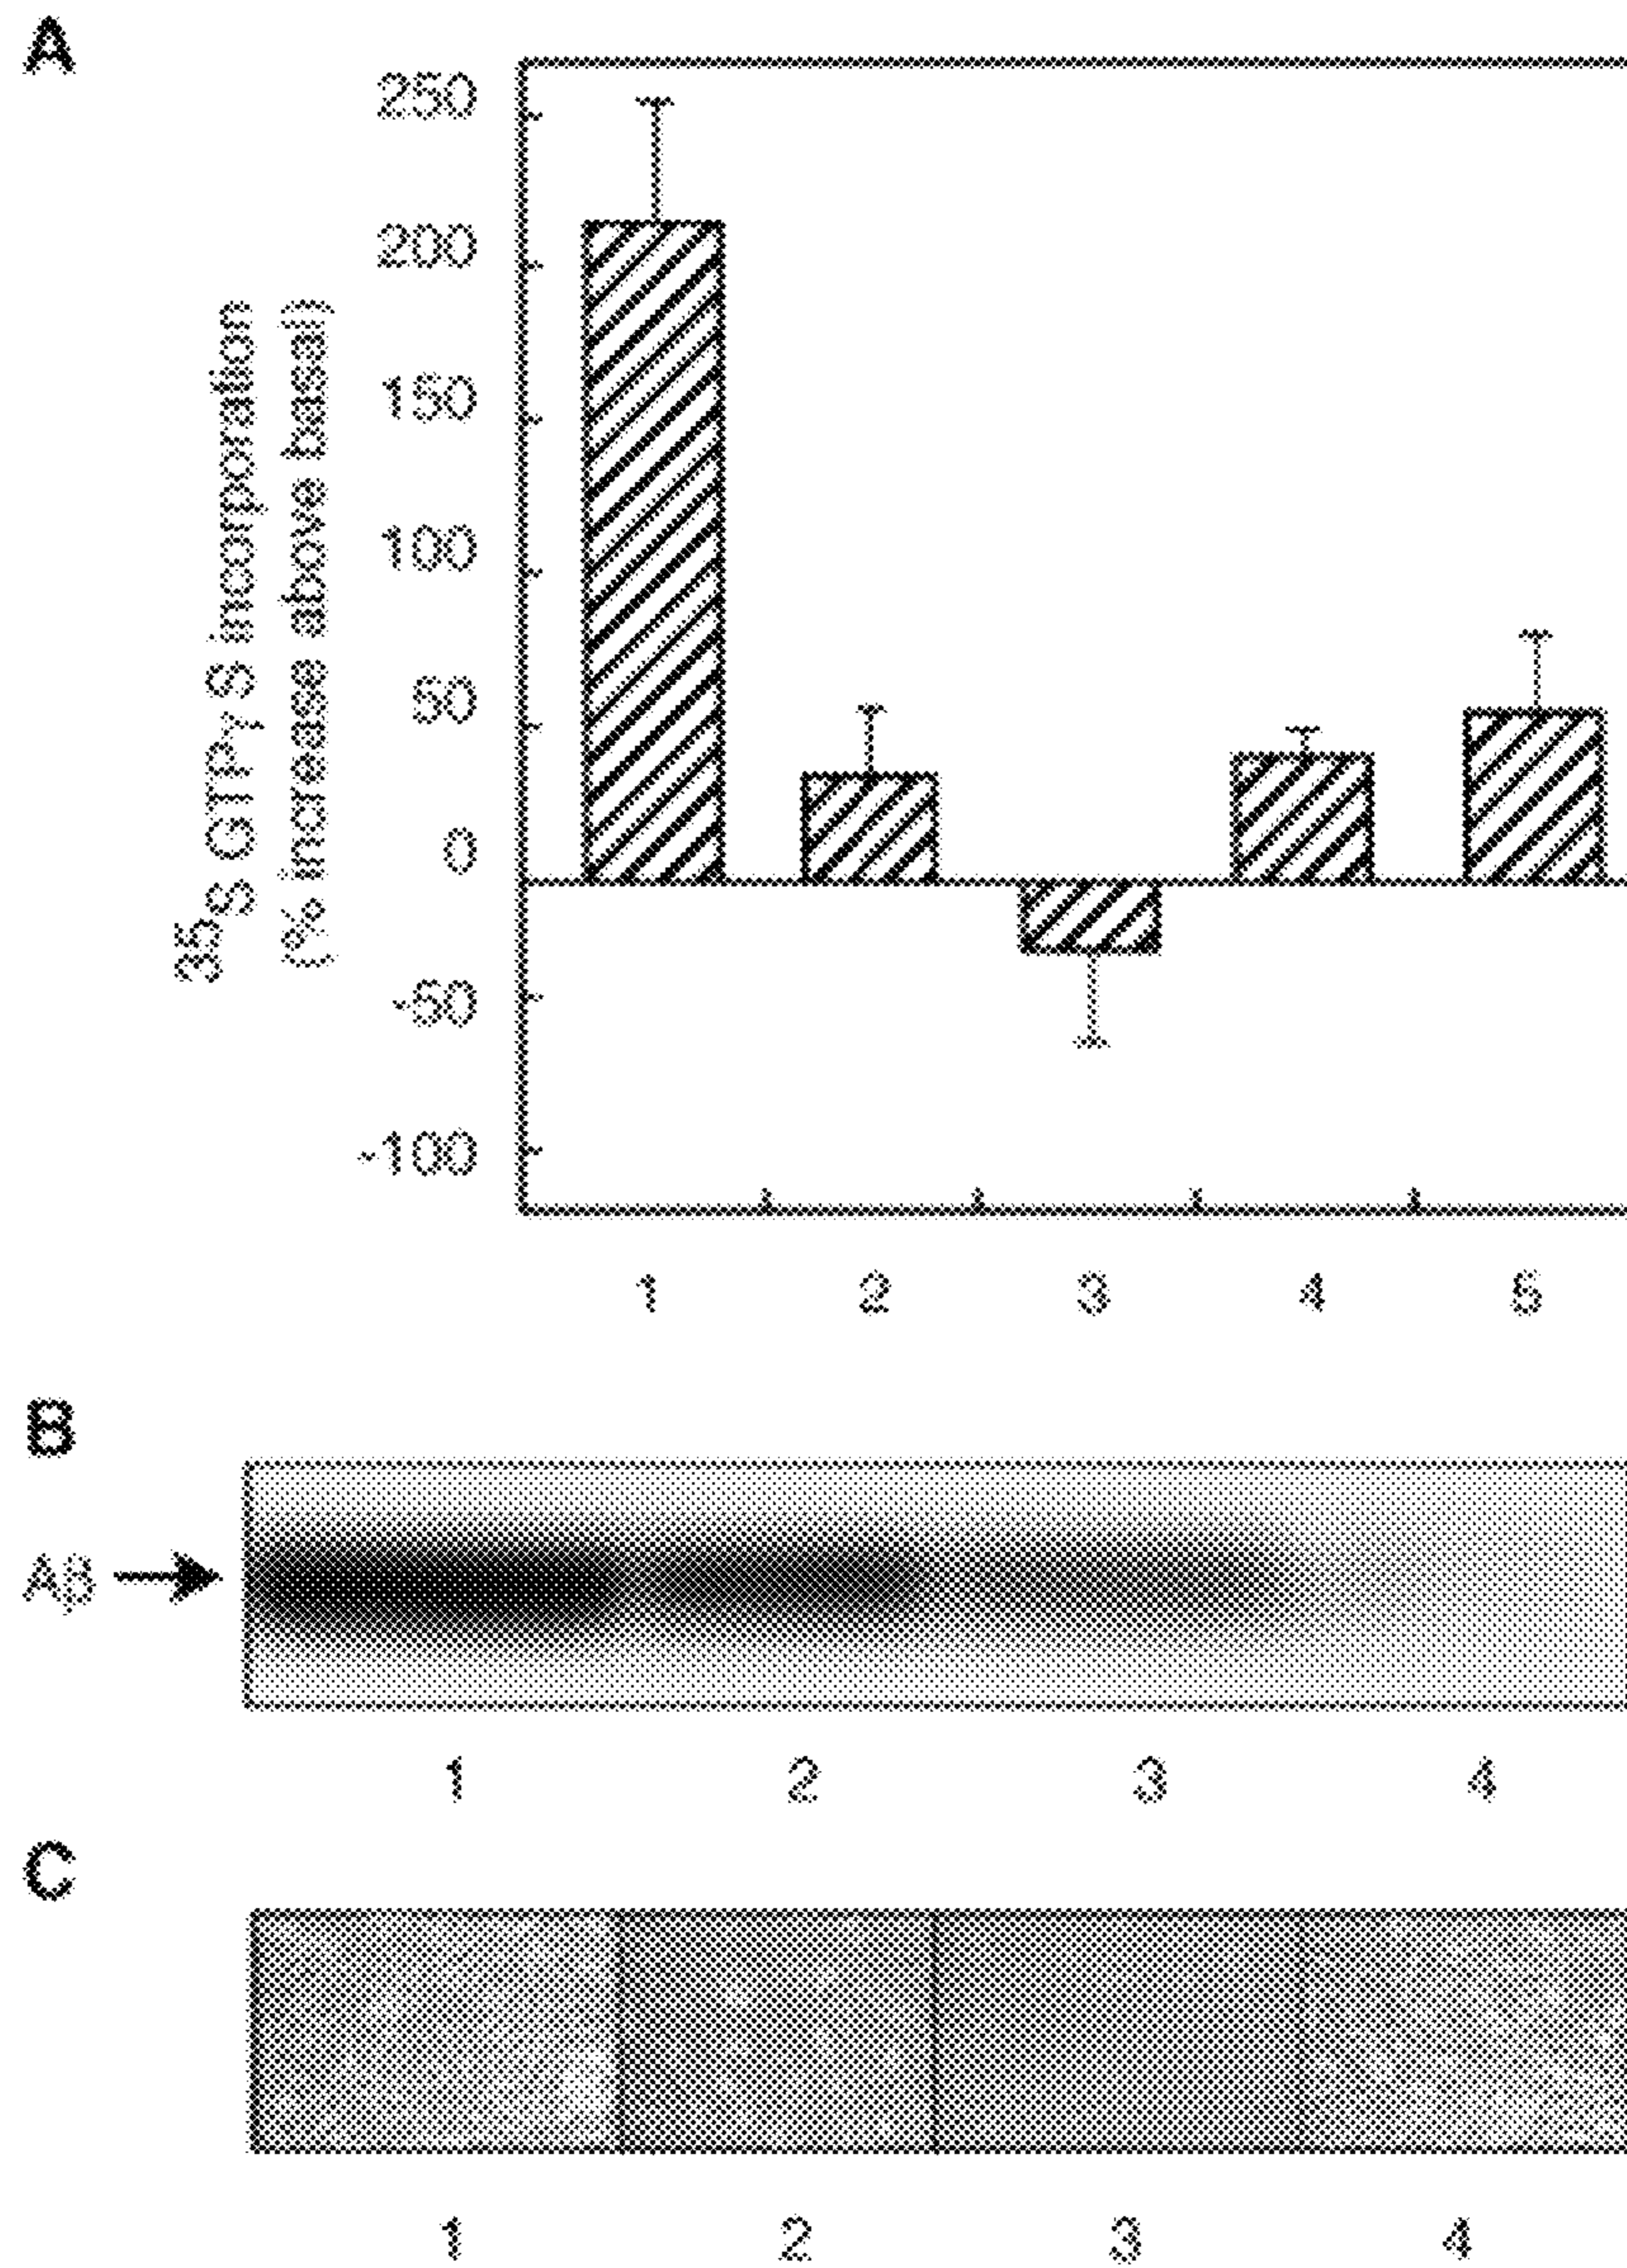 A
250
200
150
100
50
0
-50
-100
35S GTPγ S incorporation
(% increase above basal)
1 2 3 4 5
B
Aβ
1 2 3 4
C
1 2 3 4